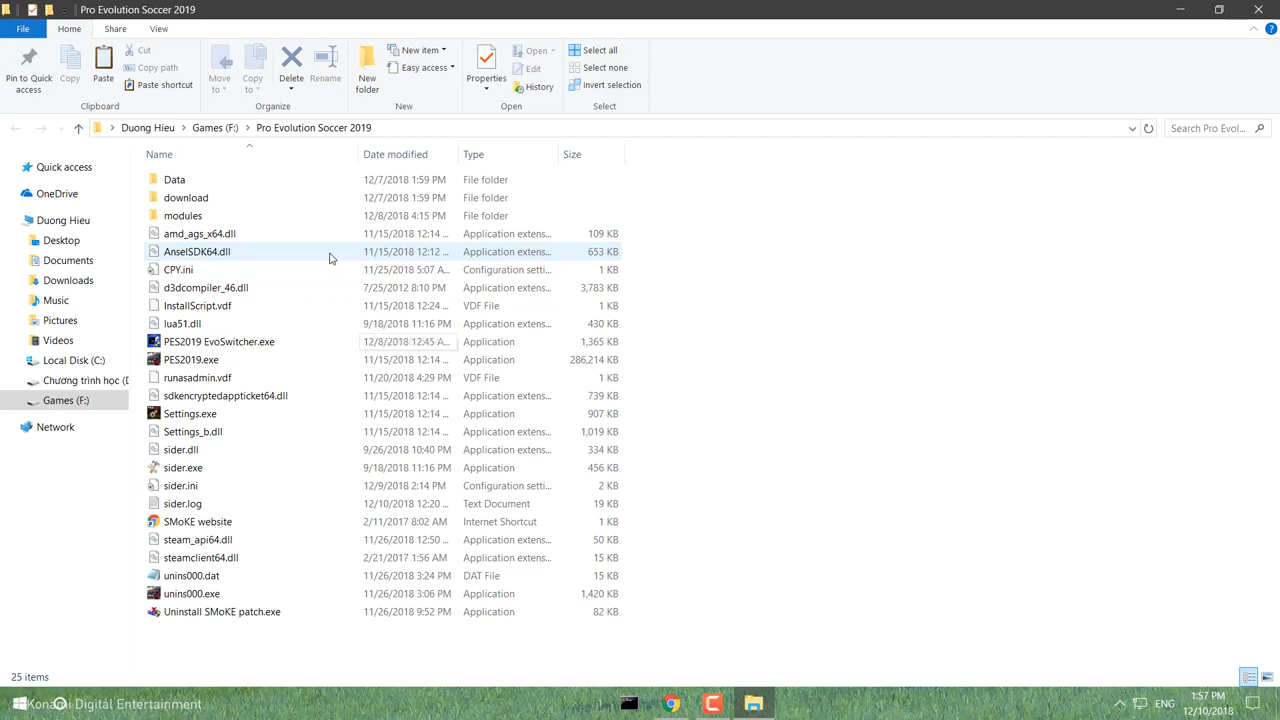 Pro Evolution Soccer 2019
File Home Share View
Pin to Quick access
Copy
Paste
Cut
Copy path
Paste shortcut
Clipboard
Move to
Copy to
Delete
Rename
Organize
New folder
New item
Easy access
New
Properties
Open
Edit
History
Open
Select all
Select none
Invert selection
Select
Duong Hieu > Games (F:) > Pro Evolution Soccer 2019
Search Pro Evol...
Quick access
OneDrive
Duong Hieu
Desktop
Documents
Downloads
Music
Pictures
Videos
Local Disk (C:)
Chương trình học (D
Games (F:)
Network
Name Date modified Type Size
Data 12/7/2018 1:59 PM File folder
download 12/7/2018 1:59 PM File folder
modules 12/8/2018 4:15 PM File folder
amd_ags_x64.dll 11/15/2018 12:14 ... Application extens... 109 KB
AnselSDK64.dll 11/15/2018 12:12 ... Application extens... 653 KB
CPY.ini 11/25/2018 5:07 A... Configuration setti... 1 KB
d3dcompiler_46.dll 7/25/2012 8:10 PM Application extens... 3,783 KB
InstallScript.vdf 11/15/2018 12:24 ... VDF File 1 KB
lua51.dll 9/18/2018 11:16 PM Application extens... 430 KB
PES2019 EvoSwitcher.exe 12/8/2018 12:45 A... Application 1,365 KB
PES2019.exe 11/15/2018 12:14 ... Application 286,214 KB
runasadmin.vdf 11/20/2018 4:29 PM VDF File 1 KB
sdkencryptedappticket64.dll 11/15/2018 12:14 ... Application extens... 739 KB
Settings.exe 11/15/2018 12:14 ... Application 907 KB
Settings_b.dll 11/15/2018 12:14 ... Application extens... 1,019 KB
sider.dll 9/26/2018 10:40 PM Application extens... 334 KB
sider.exe 9/18/2018 11:16 PM Application 456 KB
sider.ini 12/9/2018 2:14 PM Configuration setti... 2 KB
sider.log 12/10/2018 12:20 ... Text Document 19 KB
SMoKE website 2/11/2017 8:02 AM Internet Shortcut 1 KB
steam_api64.dll 11/26/2018 12:50 ... Application extens... 50 KB
steamclient64.dll 2/21/2017 1:56 AM Application extens... 15 KB
unins000.dat 11/26/2018 3:24 PM DAT File 15 KB
unins000.exe 11/26/2018 3:06 PM Application 1,420 KB
Uninstall SMoKE patch.exe 11/26/2018 9:52 PM Application 82 KB
25 items
Konami Digital Entertainment
ENG
1:57 PM
12/10/2018